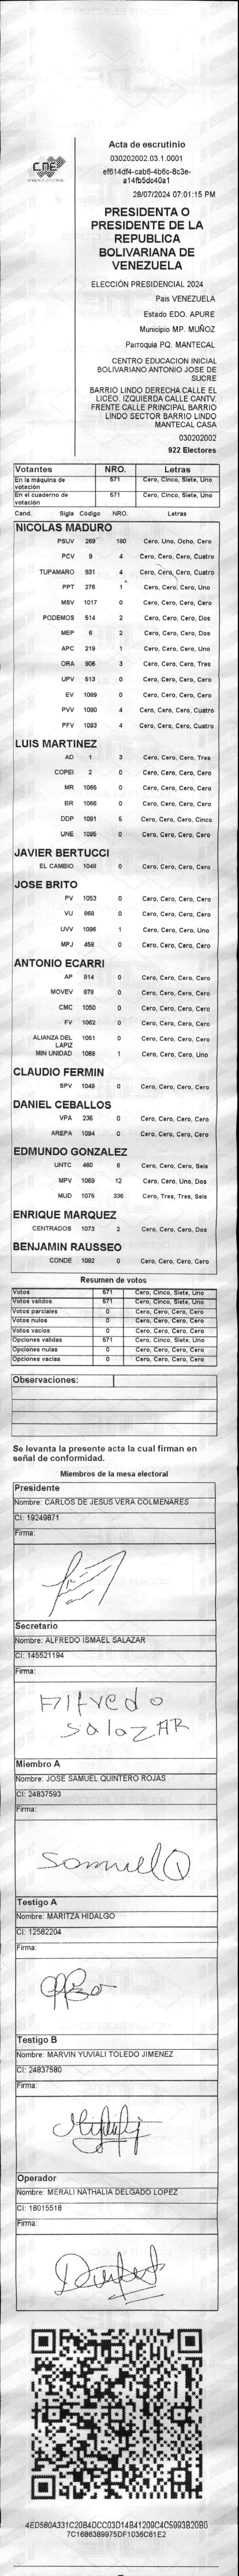 CNE
Acta de escrutinio
030202002.03.1.0001
ef614df4-cab6-4b6c-8c3e-
a14fb5dc40a1
28/07/2024 07:01:15 PM
PRESIDENTA O
PRESIDENTE DE LA
REPUBLICA
BOLIVARIANA DE
VENEZUELA
ELECCIÓN PRESIDENCIAL 2024
Pais VENEZUELA
Estado EDO. APURE
Municipio MP. MUÑOZ
Parroquia PQ. MANTECAL
CENTRO EDUCACION INICIAL
BOLIVARIANO ANTONIO JOSE DE
SUCRE
BARRIO LINDO DERECHA CALLE EL
LICEO. IZQUIERDA CALLE CANTV.
FRENTE CALLE PRINCIPAL BARRIO
LINDO SECTOR BARRIO LINDO
MANTECAL CASA
030202002
922 Electores
Votantes NRO. Letras
En la máquina de votación 571 Cero, Cinco, Siete, Uno
En el cuaderno de votación 571 Cero, Cinco, Siete, Uno
Cand. Sigla Código NRO. Letras
NICOLAS MADURO
PSUV 269 180 Cero, Uno, Ocho, Cero
PCV 9 4 Cero, Cero, Cero, Cuatro
TUPAMARO 931 4 Cero, Cero, Cero, Cuatro
PPT 276 1 Cero, Cero, Cero, Uno
MSV 1017 0 Cero, Cero, Cero, Cero
PODEMOS 514 2 Cero, Cero, Cero, Dos
MEP 6 2 Cero, Cero, Cero, Dos
APC 219 1 Cero, Cero, Cero, Uno
ORA 906 3 Cero, Cero, Cero, Tres
UPV 513 0 Cero, Cero, Cero, Cero
EV 1089 0 Cero, Cero, Cero, Cero
PVV 1090 4 Cero, Cero, Cero, Cuatro
PFV 1093 4 Cero, Cero, Cero, Cuatro
LUIS MARTINEZ
AD 1 3 Cero, Cero, Cero, Tres
COPEI 2 0 Cero, Cero, Cero, Cero
MR 1065 0 Cero, Cero, Cero, Cero
BR 1066 0 Cero, Cero, Cero, Cero
DDP 1091 5 Cero, Cero, Cero, Cinco
UNE 1095 0 Cero, Cero, Cero, Cero
JAVIER BERTUCCI
EL CAMBIO 1048 0 Cero, Cero, Cero, Cero
JOSE BRITO
PV 1053 0 Cero, Cero, Cero, Cero
VU 968 0 Cero, Cero, Cero, Cero
UVV 1096 1 Cero, Cero, Cero, Uno
MPJ 458 0 Cero, Cero, Cero, Cero
ANTONIO ECARRI
AP 914 0 Cero, Cero, Cero, Cero
MOVEV 879 0 Cero, Cero, Cero, Cero
CMC 1050 0 Cero, Cero, Cero, Cero
FV 1062 0 Cero, Cero, Cero, Cero
ALIANZA DEL LAPIZ 1051 0 Cero, Cero, Cero, Cero
MIN UNIDAD 1068 1 Cero, Cero, Cero, Uno
CLAUDIO FERMIN
SPV 1049 0 Cero, Cero, Cero, Cero
DANIEL CEBALLOS
VPA 236 0 Cero, Cero, Cero, Cero
AREPA 1094 0 Cero, Cero, Cero, Cero
EDMUNDO GONZALEZ
UNTC 460 6 Cero, Cero, Cero, Seis
MPV 1069 12 Cero, Cero, Uno, Dos
MUD 1075 336 Cero, Tres, Tres, Seis
ENRIQUE MARQUEZ
CENTRADOS 1073 2 Cero, Cero, Cero, Dos
BENJAMIN RAUSSEO
CONDE 1092 0 Cero, Cero, Cero, Cero
Resumen de votos
Votos 571 Cero, Cinco, Siete, Uno
Votos validos 571 Cero, Cinco, Siete, Uno
Votos parciales 0 Cero, Cero, Cero, Cero
Votos nulos 0 Cero, Cero, Cero, Cero
Votos vacios 0 Cero, Cero, Cero, Cero
Opciones validas 571 Cero, Cinco, Siete, Uno
Opciones nulas 0 Cero, Cero, Cero, Cero
Opciones vacias 0 Cero, Cero, Cero, Cero
Observaciones:
Se levanta la presente acta la cual firman en
señal de conformidad.
Miembros de la mesa electoral
Presidente
Nombre: CARLOS DE JESUS VERA COLMENARES
CI: 19249871
Firma:
Secretario
Nombre: ALFREDO ISMAEL SALAZAR
CI: 145521194
Firma:
Alfredo
SalazAR
Miembro A
Nombre: JOSE SAMUEL QUINTERO ROJAS
CI: 24837593
Firma:
Samuel Q
Testigo A
Nombre: MARITZA HIDALGO
CI: 12582204
Firma:
Testigo B
Nombre: MARVIN YUVIALI TOLEDO JIMENEZ
CI: 24837580
Firma:
Operador
Nombre: MERALI NATHALIA DELGADO LOPEZ
CI: 18015518
Firma:
4ED580A331C20B4DCC03D14B41209C4C5993B20B0
7C16B6389975DF1036C61E2